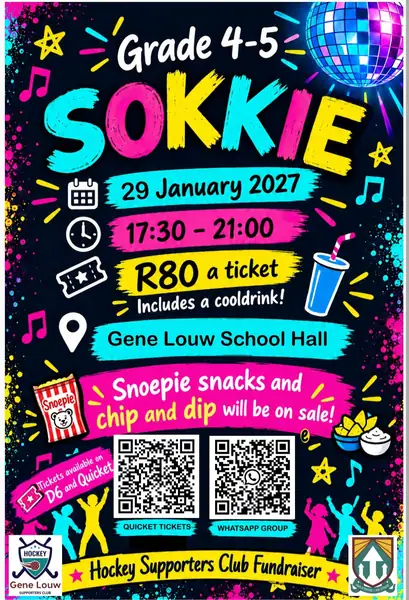 Grade 4-5
SOKKIE
29 January 2027
17:30 - 21:00
R80 a ticket
Includes a cooldrink!
Gene Louw School Hall
Snoepie
Snoepie snacks and
chip and dip will be on sale!
e
Tickets available on
D6 and Quicket
QUICKET TICKETS
WHATSAPP GROUP
HOCKEY
Gene Louw
SUPPORTERS CLUB
Hockey Supporters Club Fundraiser